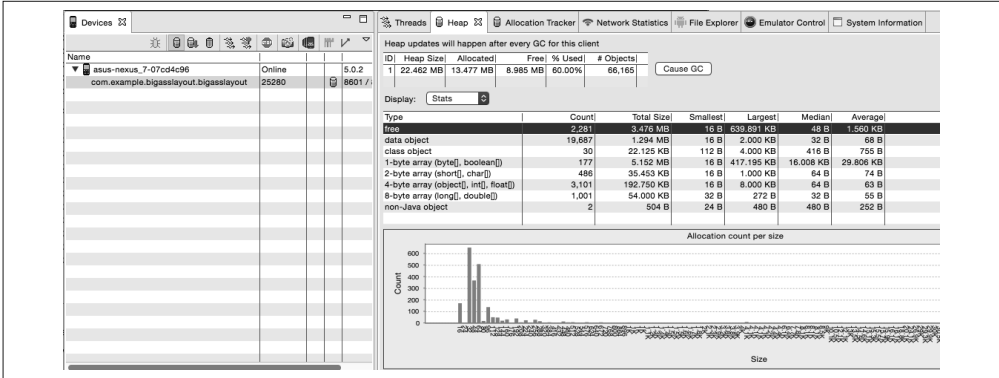 Devices
Threads Heap Allocation Tracker Network Statistics File Explorer Emulator Control System Information
Heap updates will happen after every GC for this client
ID Heap Size Allocated Free % Used # Objects
1 22.462 MB 13.477 MB 8.985 MB 60.00% 66,165
Cause GC
Name
asus-nexus_7-07cd4c96 Online 5.0.2
com.example.bigasslayout.bigasslayout 25280 8601 /
Display: Stats
Type Count Total Size Smallest Largest Median Average
free 2,281 3.476 MB 16 B 639.891 KB 48 B 1.560 KB
data object 19,687 1.294 MB 16 B 2.000 KB 32 B 68 B
class object 30 22.125 KB 112 B 4.000 KB 416 B 755 B
1-byte array (byte[], boolean[]) 177 5.152 MB 16 B 417.195 KB 16.008 KB 29.806 KB
2-byte array (short[], char[]) 486 35.453 KB 16 B 1.000 KB 64 B 74 B
4-byte array (object[], int[], float[]) 3,101 192.750 KB 16 B 8.000 KB 64 B 63 B
8-byte array (long[], double[]) 1,001 54.000 KB 32 B 272 B 32 B 55 B
non-Java object 2 504 B 24 B 480 B 480 B 252 B
Allocation count per size
Count
600
500
400
300
200
100
0
Size